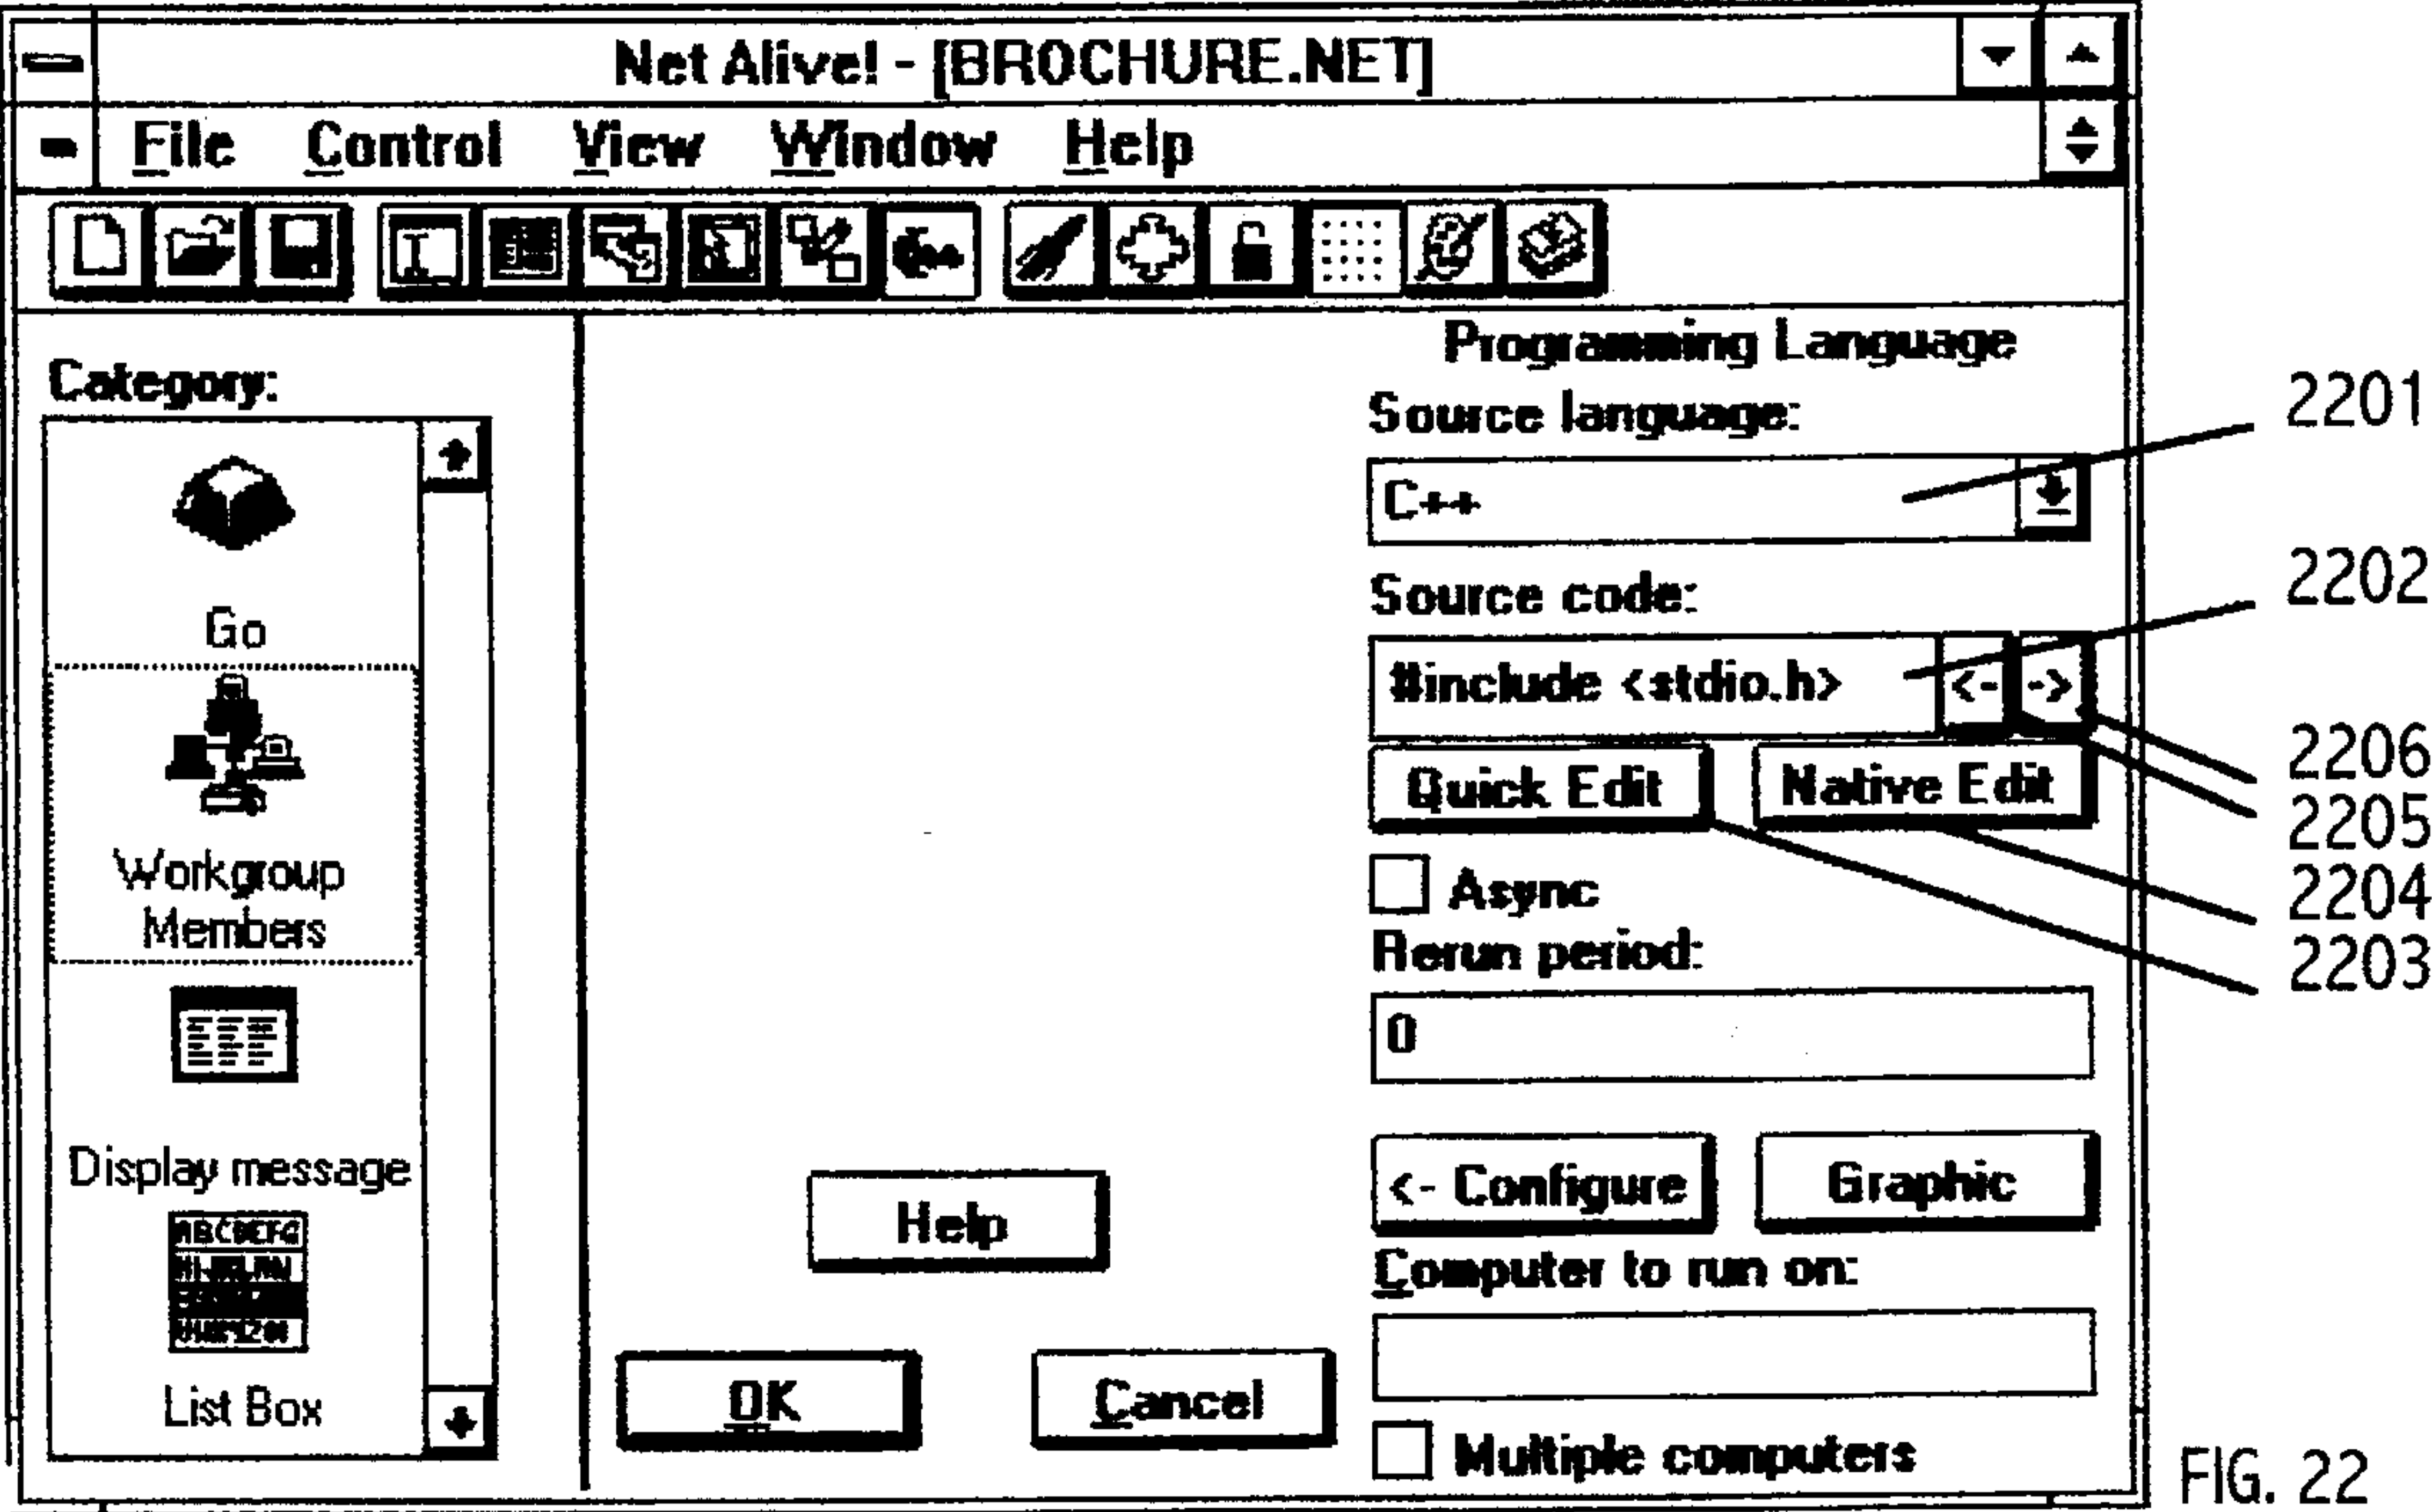 Net Alive! - [BROCHURE.NET]
File Control View Window Help
Category:
Go
Workgroup
Members
Display message
ABCDEFG
List Box
Help
OK
Cancel
Programming Language
Source language:
C++
Source code:
#include <stdio.h>
<-
->
Quick Edit
Native Edit
Async
Rerun period:
0
<- Configure
Graphic
Computer to run on:
Multiple computers
2201
2202
2206
2205
2204
2203
FIG. 22